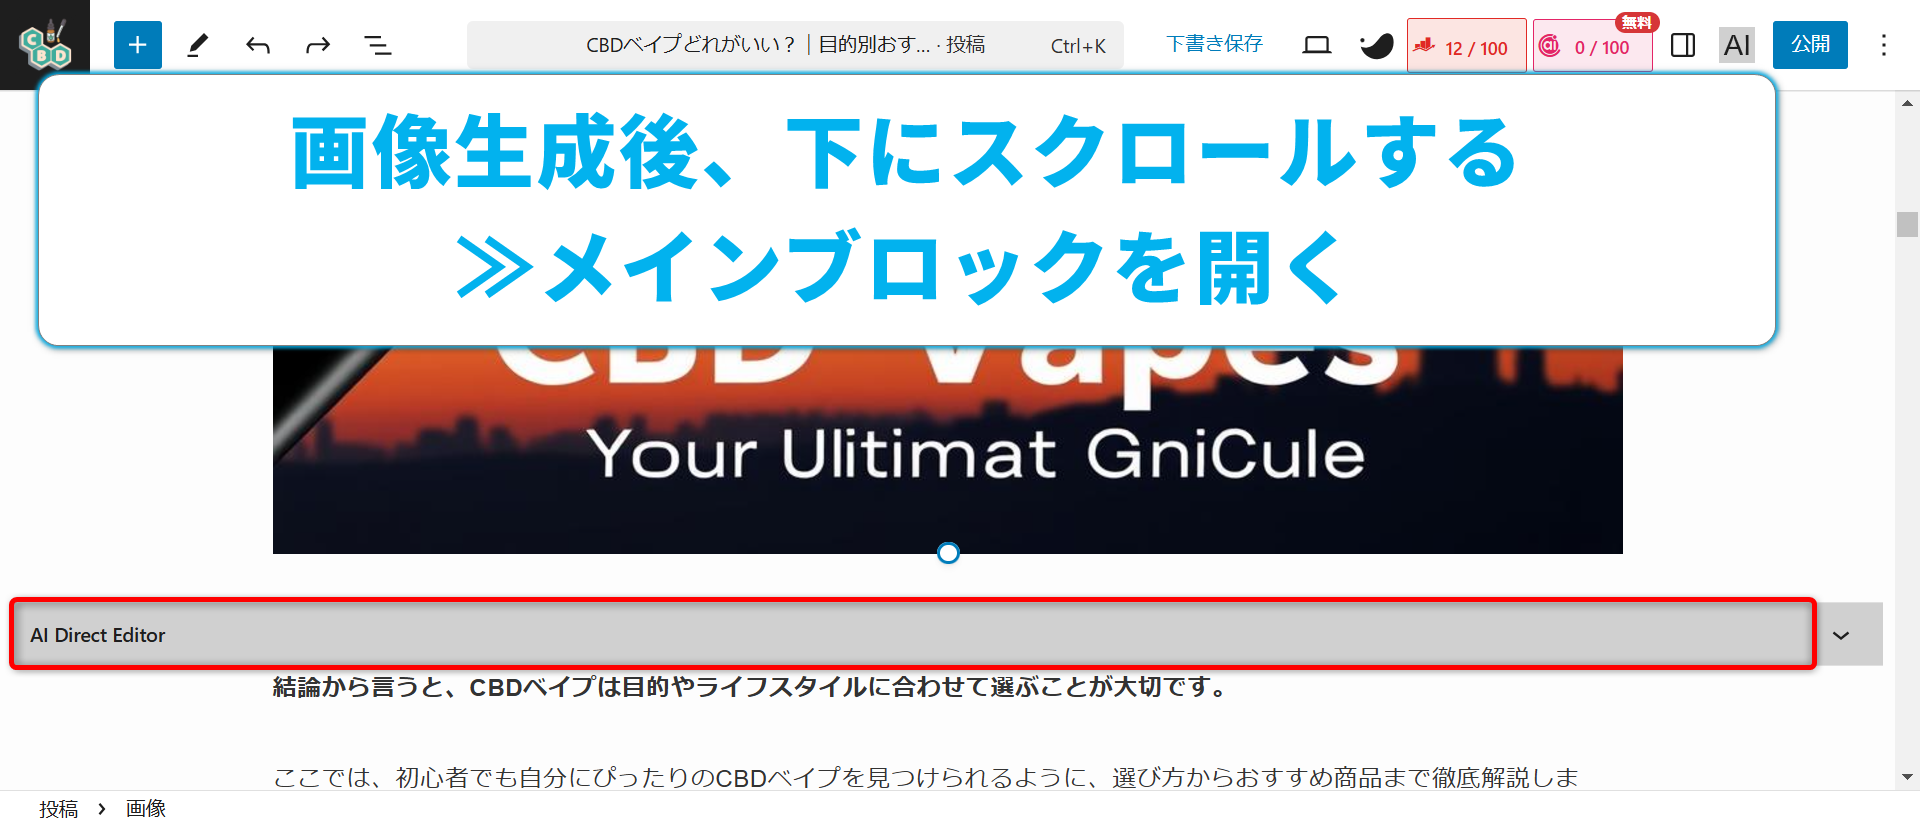 CBD
CBDベイプどれがいい？｜目的別おす... · 投稿
Ctrl+K
下書き保存
12 / 100
無料
0 / 100
AI
公開
画像生成後、下にスクロールする
≫メインブロックを開く
CBD Vapes
Your Ulitimat GniCule
AI Direct Editor
結論から言うと、CBDベイプは目的やライフスタイルに合わせて選ぶことが大切です。
ここでは、初心者でも自分にぴったりのCBDベイプを見つけられるように、選び方からおすすめ商品まで徹底解説しま
投稿 › 画像